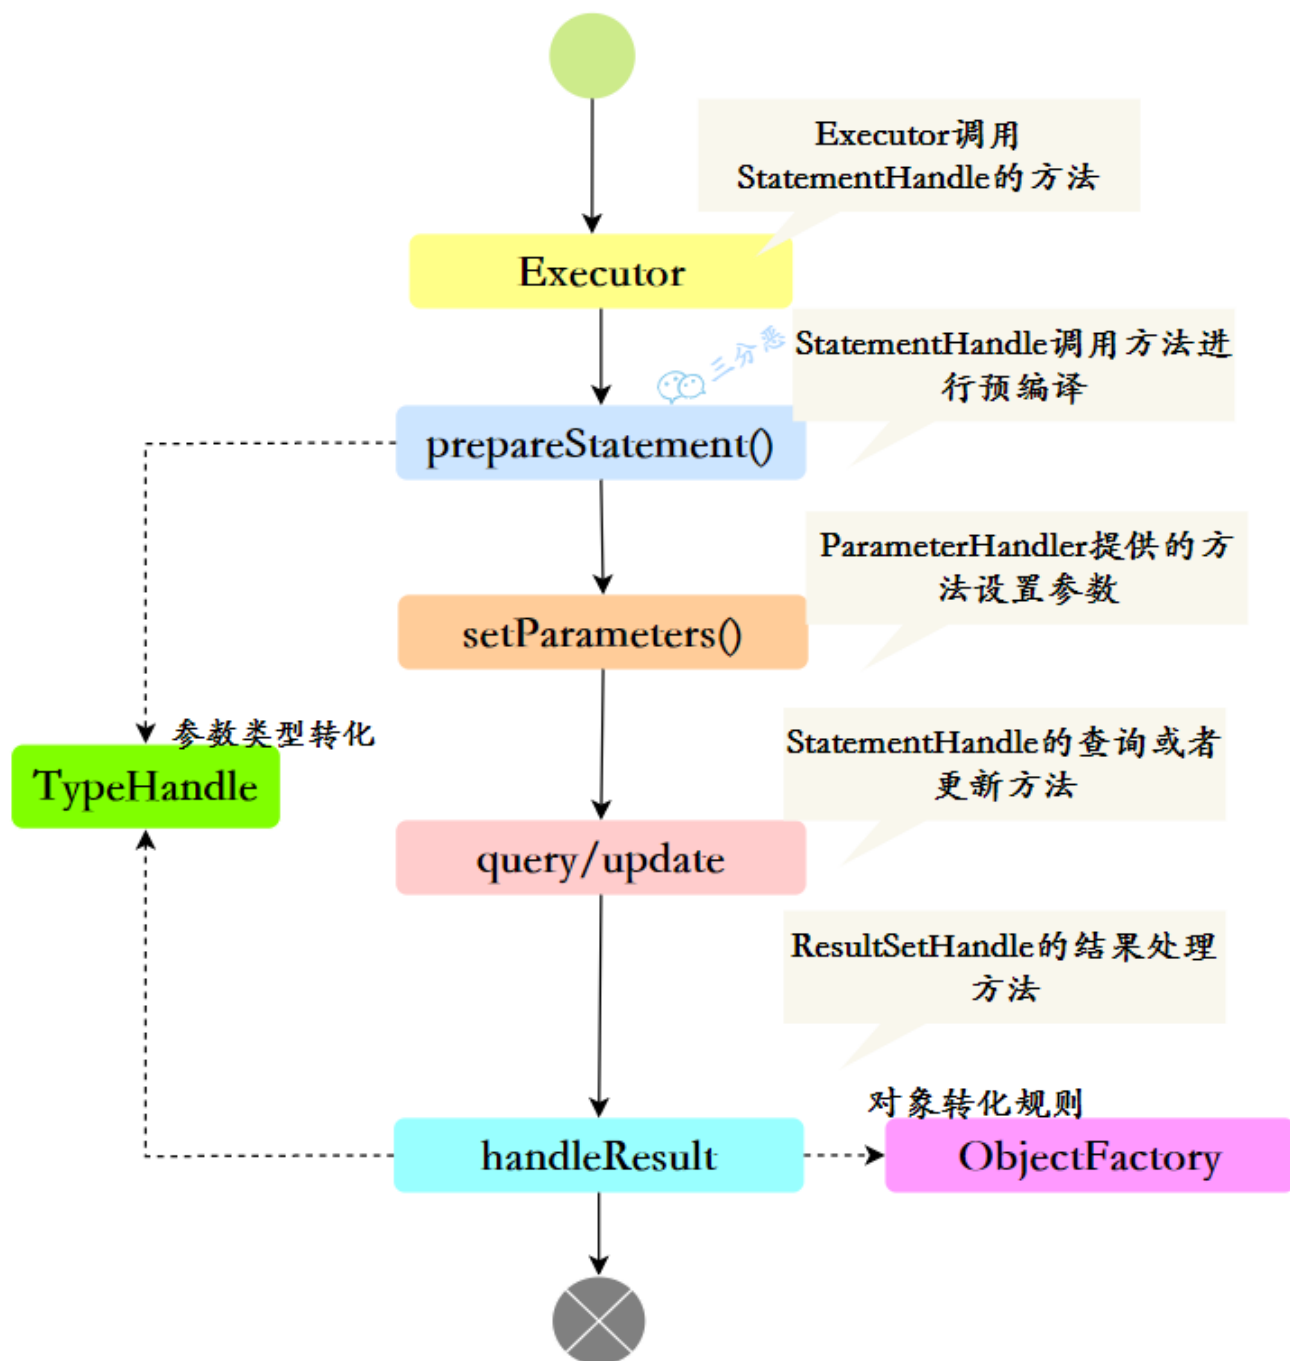 Executor调用
StatementHandle的方法
Executor
三分恶
StatementHandle调用方法进
行预编译
prepareStatement()
ParameterHandler提供的方
法设置参数
setParameters()
参数类型转化
TypeHandle
StatementHandle的查询或者
更新方法
query/update
ResultSetHandle的结果处理
方法
对象转化规则
handleResult
ObjectFactory